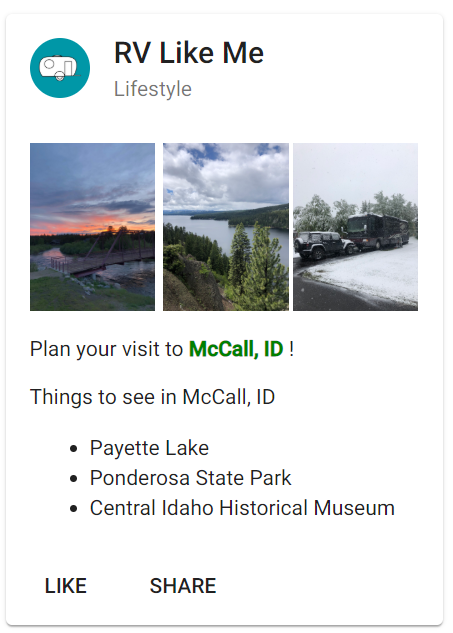 RV Like Me
Lifestyle
Plan your visit to McCall, ID !
Things to see in McCall, ID
Payette Lake
Ponderosa State Park
Central Idaho Historical Museum
LIKE SHARE